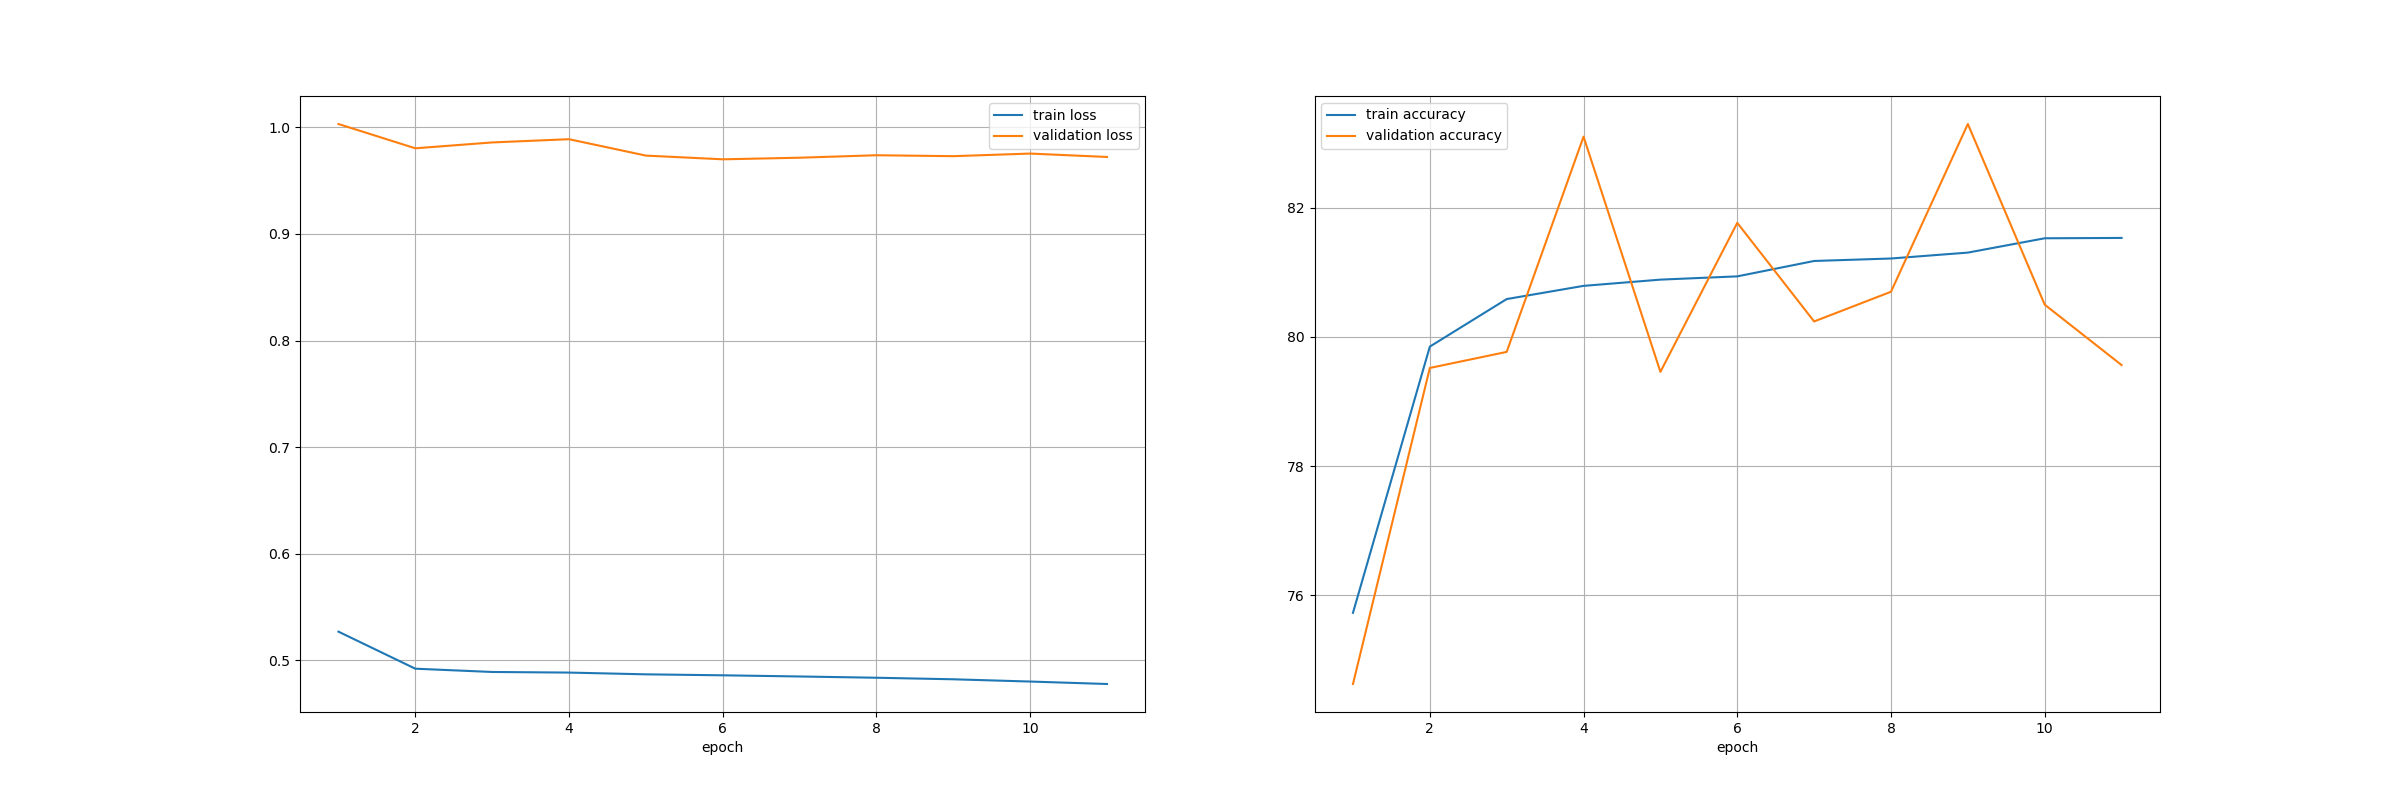 train loss
validation loss
1.0
0.9
0.8
0.7
0.6
0.5
2 4 6 8 10
epoch
train accuracy
validation accuracy
82
80
78
76
2 4 6 8 10
epoch